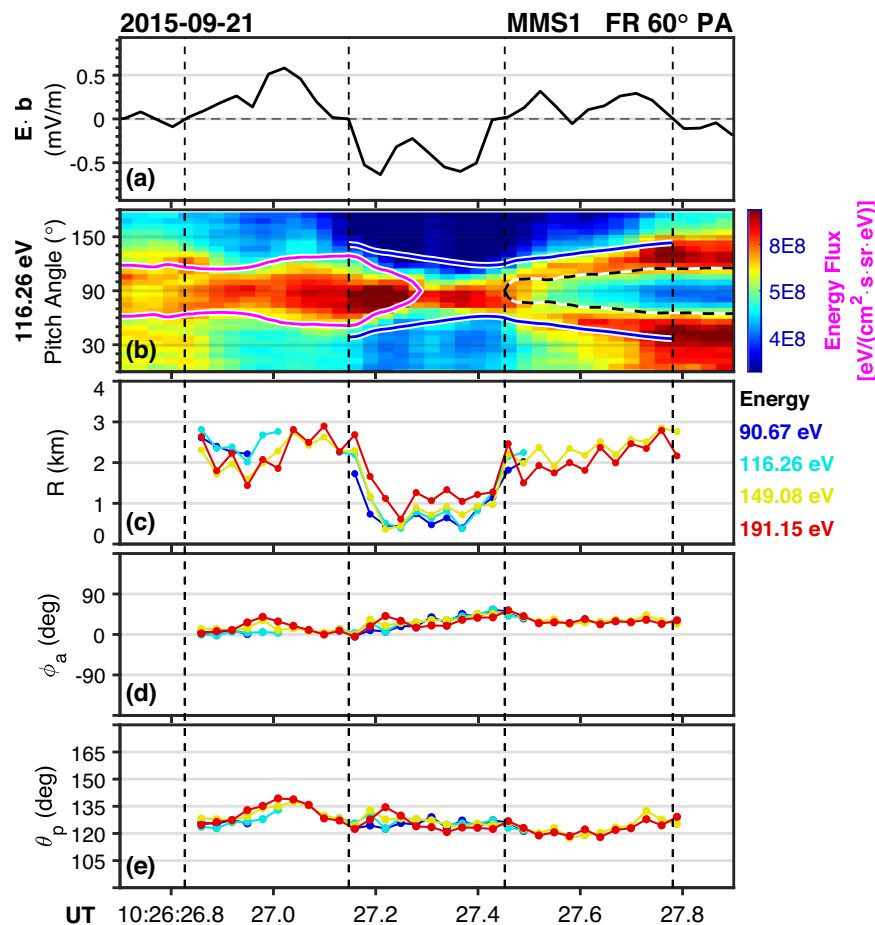 2015-09-21 MMS1 FR 60° PA
E· b
(mV/m)
0.5
0
-0.5
(a)
116.26 eV
Pitch Angle (°)
150
90
30
(b)
8E8
5E8
4E8
Energy Flux
[eV/(cm²·s·sr·eV)]
R (km)
4
3
2
1
0
(c)
Energy
90.67 eV
116.26 eV
149.08 eV
191.15 eV
ϕa (deg)
90
0
-90
(d)
θp (deg)
165
150
135
120
105
(e)
UT 10:26:26.8 27.0 27.2 27.4 27.6 27.8